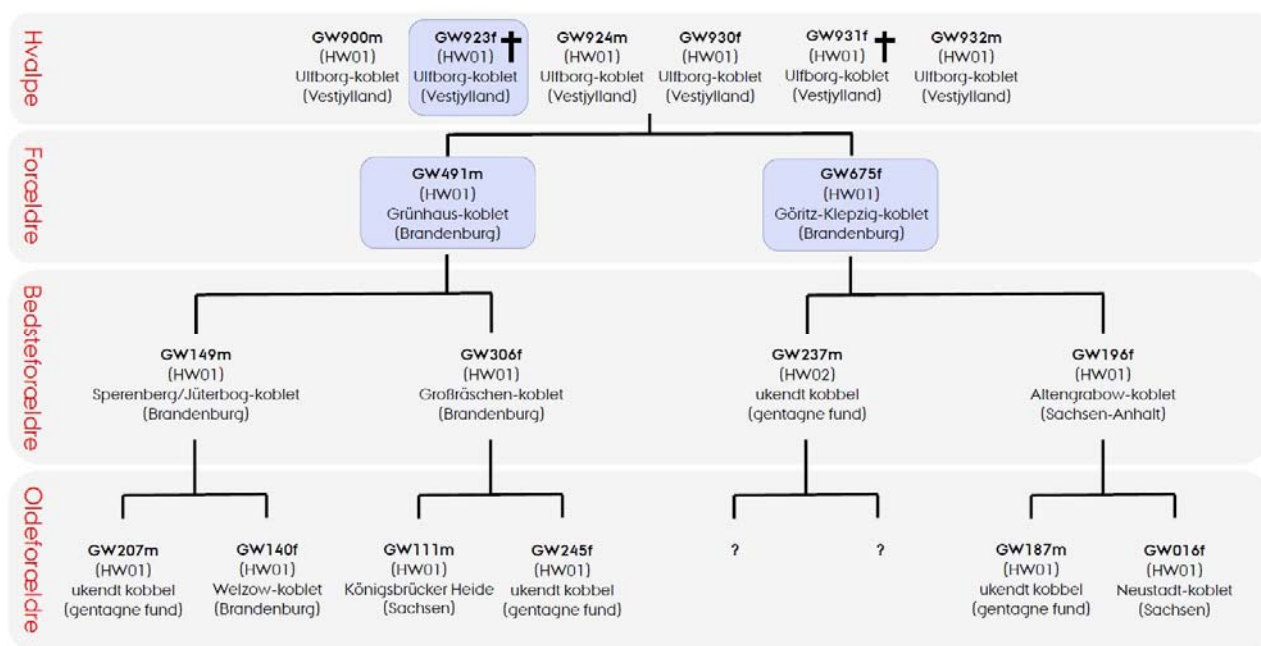 Hvalpe
GW900m
(HW01)
Ulfborg-koblet
(Vestjylland)
GW923f
(HW01)
Ulfborg-koblet
(Vestjylland)
GW924m
(HW01)
Ulfborg-koblet
(Vestjylland)
GW930f
(HW01)
Ulfborg-koblet
(Vestjylland)
GW931f
(HW01)
Ulfborg-koblet
(Vestjylland)
GW932m
(HW01)
Ulfborg-koblet
(Vestjylland)
Forældre
GW491m
(HW01)
Grünhaus-koblet
(Brandenburg)
GW675f
(HW01)
Göritz-Klepzig-koblet
(Brandenburg)
Bedsteforældre
GW149m
(HW01)
Sperenberg/Jüterbog-koblet
(Brandenburg)
GW306f
(HW01)
Großräschen-koblet
(Brandenburg)
GW237m
(HW02)
ukendt kobbel
(gentagne fund)
GW196f
(HW01)
Altengrabow-koblet
(Sachsen-Anhalt)
Oldeforældre
GW207m
(HW01)
ukendt kobbel
(gentagne fund)
GW140f
(HW01)
Welzow-koblet
(Brandenburg)
GW111m
(HW01)
Königsbrücker Heide
(Sachsen)
GW245f
(HW01)
ukendt kobbel
(gentagne fund)
?
?
GW187m
(HW01)
ukendt kobbel
(gentagne fund)
GW016f
(HW01)
Neustadt-koblet
(Sachsen)